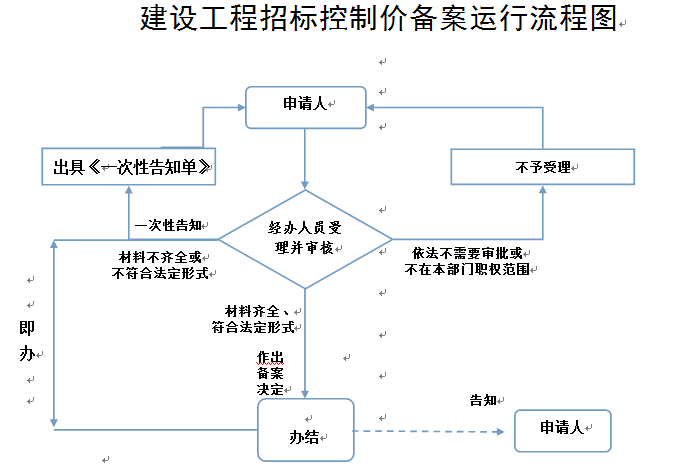 建设工程招标控制价备案运行流程图
申请人
出具《一次性告知单》
不予受理
一次性告知
经办人员受
理并审核
材料不齐全或
不符合法定形式
依法不需要审批或
不在本部门职权范围
材料齐全、
符合法定形式
即
办
作出
备案
决定
告知
办结
申请人